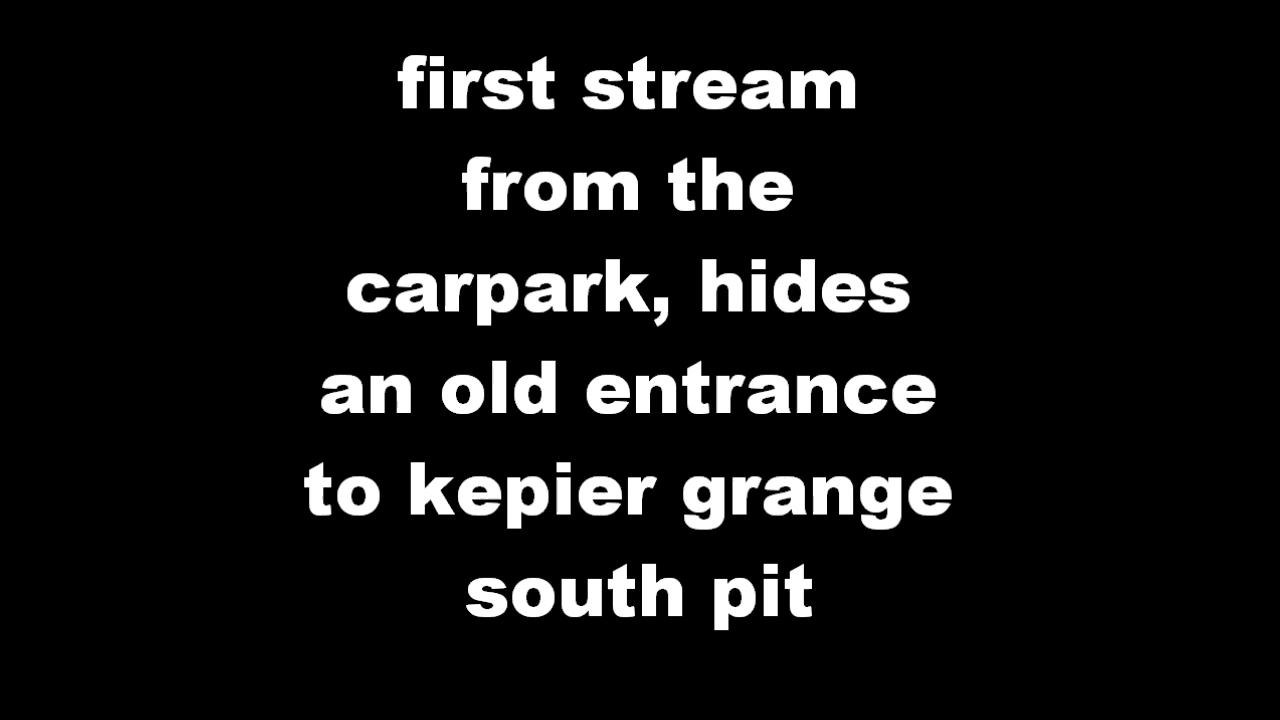 first stream
from the
carpark, hides
an old entrance
to kepier grange
south pit